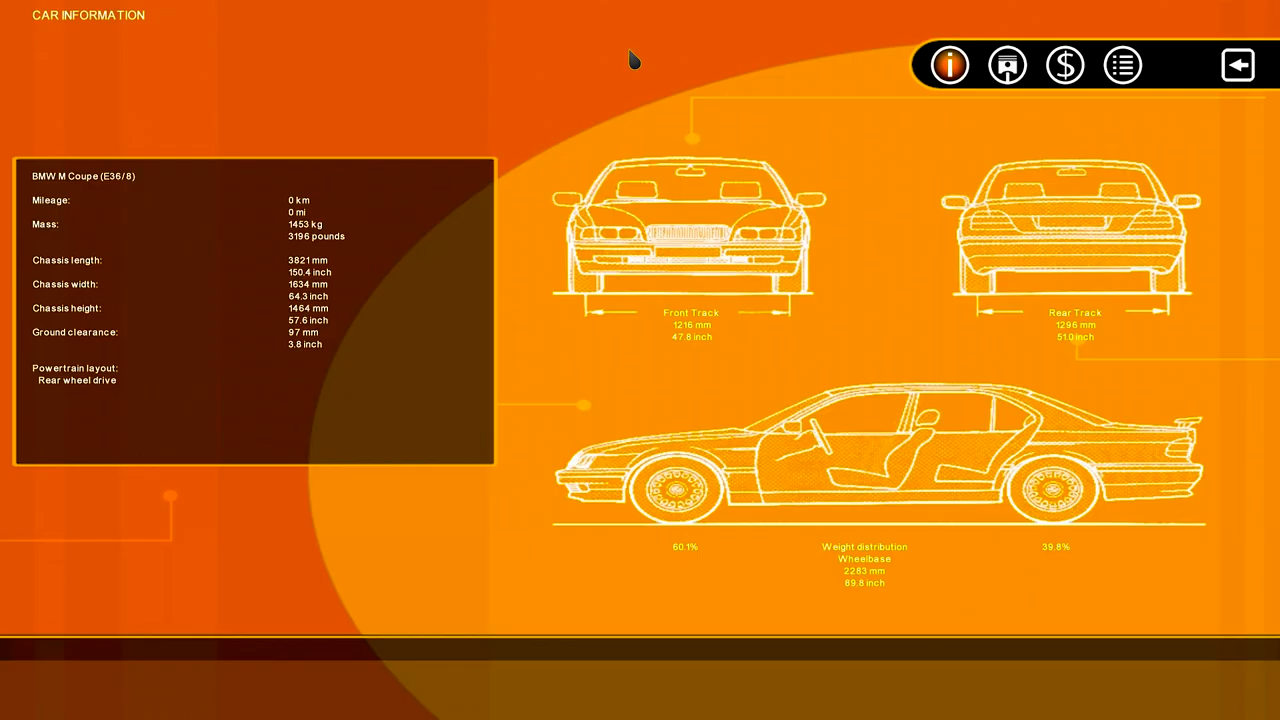 CAR INFORMATION
BMW M Coupe (E36/8)
Mileage: 0 km
0 mi
Mass: 1453 kg
3196 pounds
Chassis length: 3821 mm
150.4 inch
Chassis width: 1634 mm
64.3 inch
Chassis height: 1464 mm
57.6 inch
Ground clearance: 97 mm
3.8 inch
Powertrain layout:
Rear wheel drive
Front Track
1216 mm
47.8 inch
Rear Track
1296 mm
51.0 inch
60.1% Weight distribution 39.8%
Wheelbase
2283 mm
89.8 inch